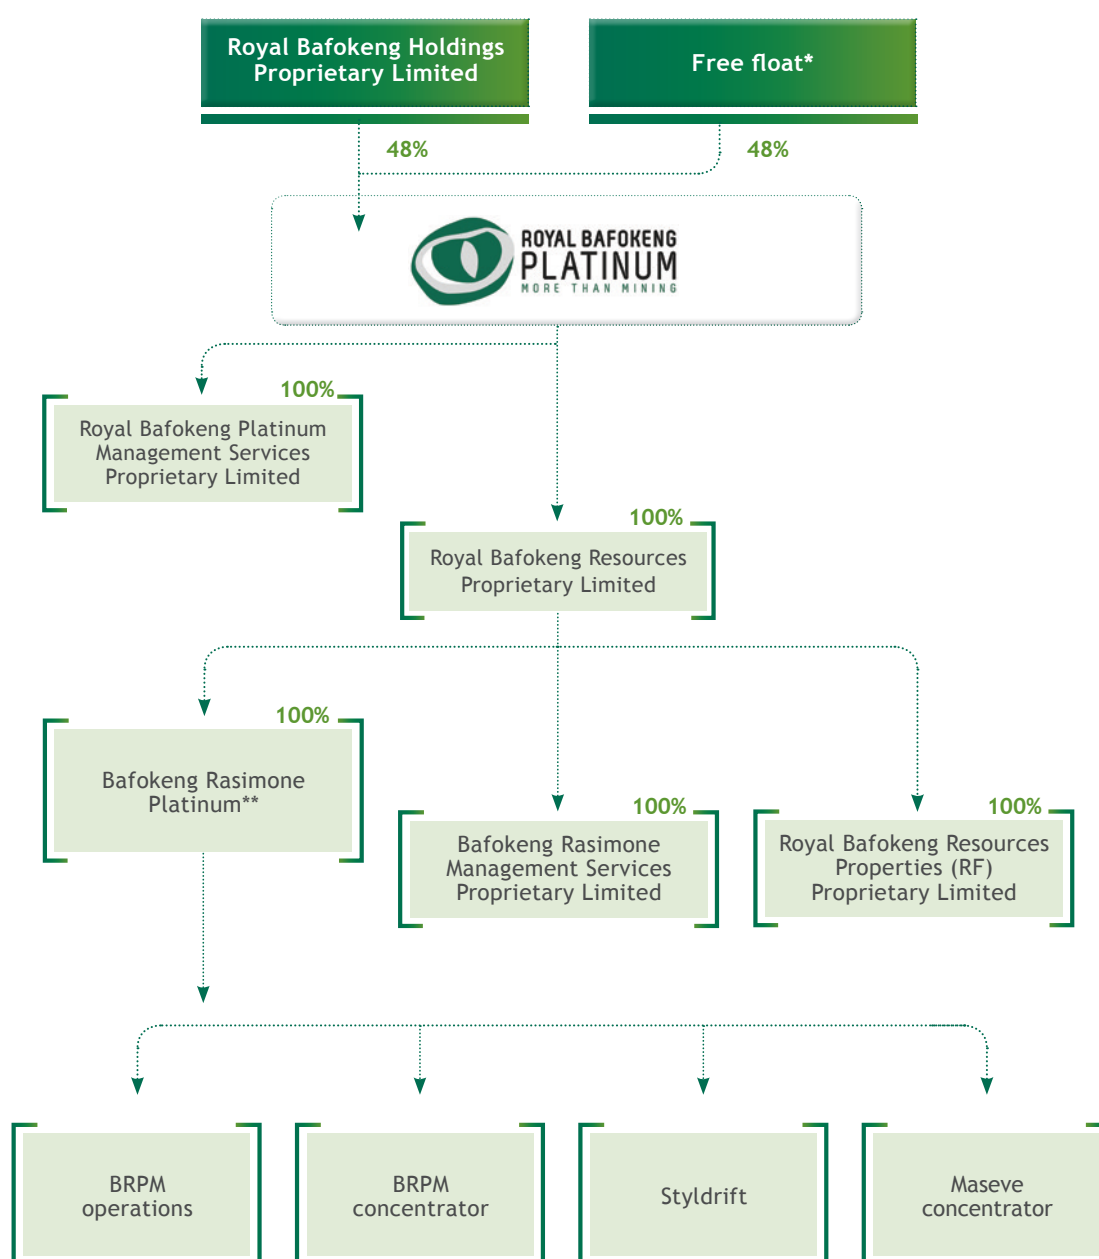 Royal Bafokeng Holdings
Proprietary Limited
Free float*
48%
48%
ROYAL BAFOKENG
PLATINUM
MORE THAN MINING
100%
Royal Bafokeng Platinum
Management Services
Proprietary Limited
100%
Royal Bafokeng Resources
Proprietary Limited
100%
Bafokeng Rasimone
Platinum**
100%
Bafokeng Rasimone
Management Services
Proprietary Limited
100%
Royal Bafokeng Resources
Properties (RF)
Proprietary Limited
BRPM
operations
BRPM
concentrator
Styldrift
Maseve
concentrator